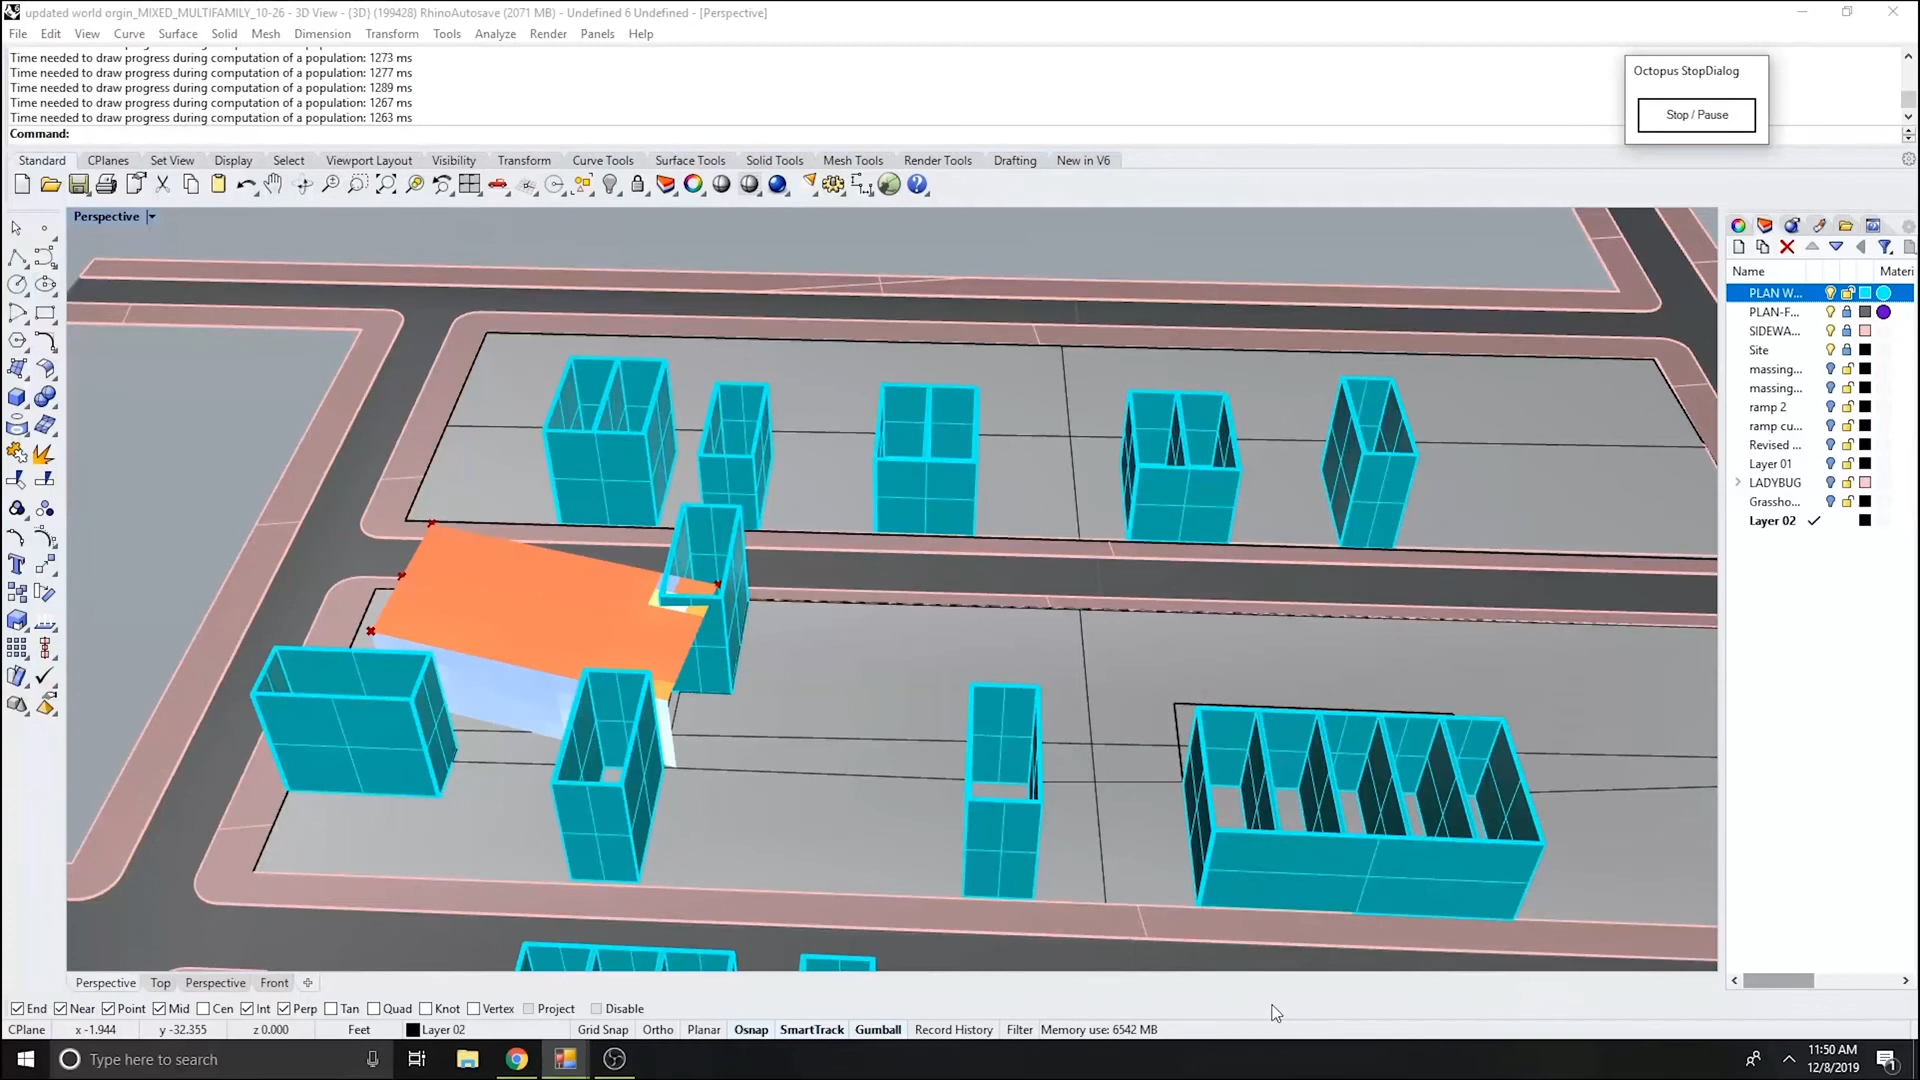 updated world orgin_MIXED_MULTIFAMILY_10-26 - 3D View - {3D} (199428) RhinoAutosave (2071 MB) - Undefined 6 Undefined - [Perspective]
File Edit View Curve Surface Solid Mesh Dimension Transform Tools Analyze Render Panels Help
Time needed to draw progress during computation of a population: 1273 ms
Time needed to draw progress during computation of a population: 1277 ms
Time needed to draw progress during computation of a population: 1289 ms
Time needed to draw progress during computation of a population: 1267 ms
Time needed to draw progress during computation of a population: 1263 ms
Command:
Octopus StopDialog
Stop / Pause
Standard CPlanes Set View Display Select Viewport Layout Visibility Transform Curve Tools Surface Tools Solid Tools Mesh Tools Render Tools Drafting New in V6
Perspective
Name Materi
PLAN W...
PLAN-F...
SIDEWA...
Site
massing...
massing...
ramp 2
ramp cu...
Revised ...
Layer 01
LADYBUG
Grassho...
Layer 02
Perspective Top Perspective Front
End Near Point Mid Cen Int Perp Tan Quad Knot Vertex Project Disable
CPlane x -1.944 y -32.355 z 0.000 Feet Layer 02 Grid Snap Ortho Planar Osnap SmartTrack Gumball Record History Filter Memory use: 6542 MB
Type here to search
11:50 AM
12/8/2019
1